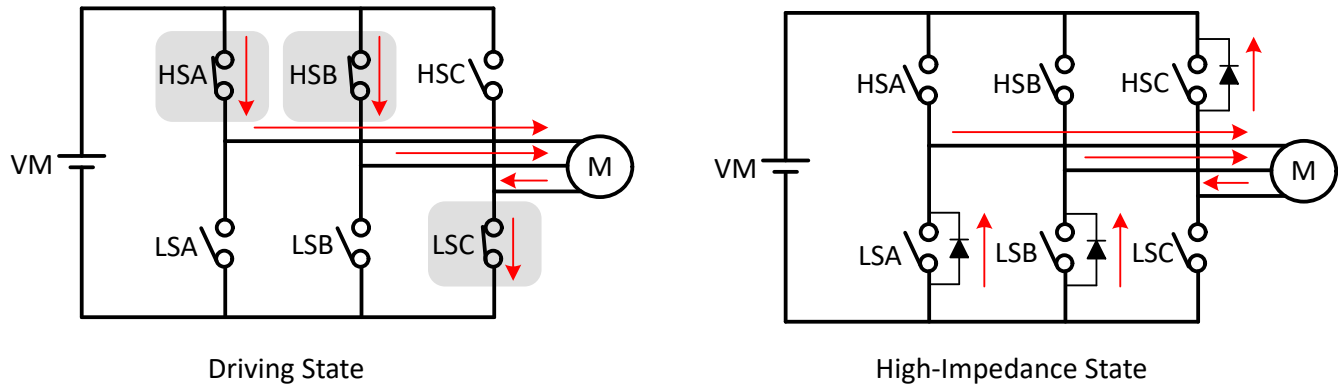 HSA
HSB
HSC
VM
M
LSA
LSB
LSC
Driving State
HSA
HSB
HSC
VM
M
LSA
LSB
LSC
High-Impedance State